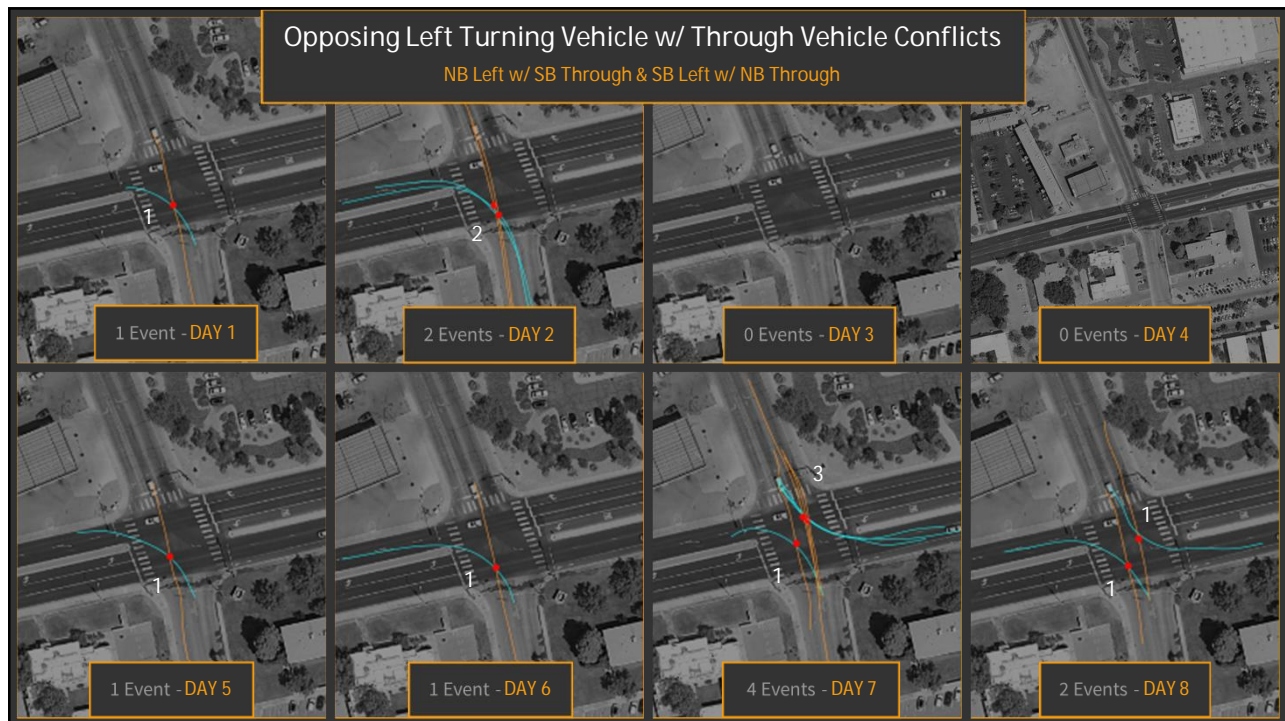 Opposing Left Turning Vehicle w/ Through Vehicle Conflicts
NB Left w/ SB Through & SB Left w/ NB Through
1
1 Event - DAY 1
2
2 Events - DAY 2
0 Events - DAY 3
0 Events - DAY 4
1
1 Event - DAY 5
1
1 Event - DAY 6
3
1
4 Events - DAY 7
1
1
2 Events - DAY 8